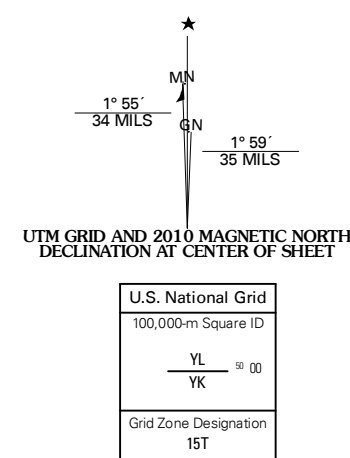 ★
MN
1° 55´
34 MILS
GN
1° 59´
35 MILS
UTM GRID AND 2010 MAGNETIC NORTH
DECLINATION AT CENTER OF SHEET
U.S. National Grid
100,000-m Square ID
YL
50 00
YK
Grid Zone Designation
15T